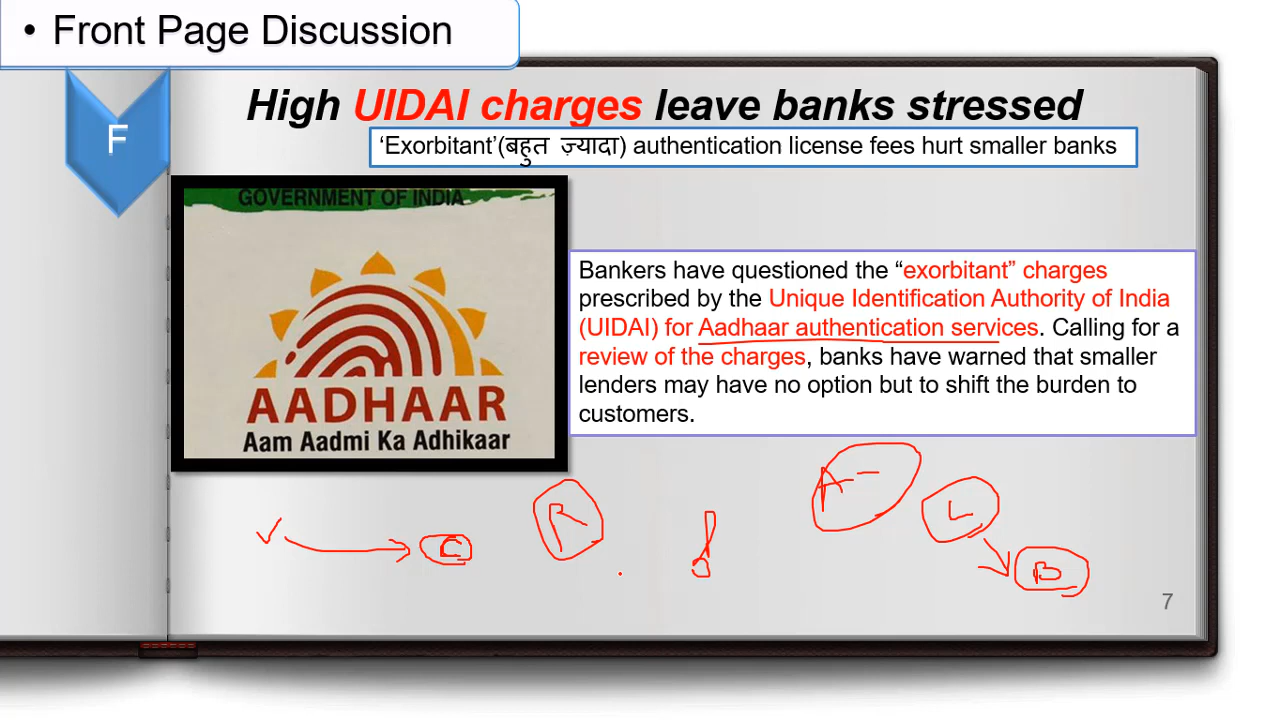 • Front Page Discussion
F
High UIDAI charges leave banks stressed
‘Exorbitant’(बहुत ज़्यादा) authentication license fees hurt smaller banks
GOVERNMENT OF INDIA
AADHAAR
Aam Aadmi Ka Adhikaar
Bankers have questioned the “exorbitant” charges
prescribed by the Unique Identification Authority of India
(UIDAI) for Aadhaar authentication services. Calling for a
review of the charges, banks have warned that smaller
lenders may have no option but to shift the burden to
customers.
A-
R
L
C
B
7